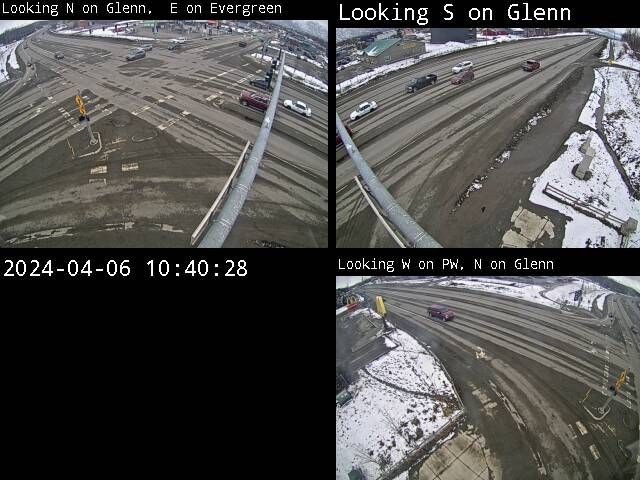 Looking N on Glenn,  E on Evergreen
Looking S on Glenn
2024-04-06 10:40:28
Looking W on PW, N on Glenn